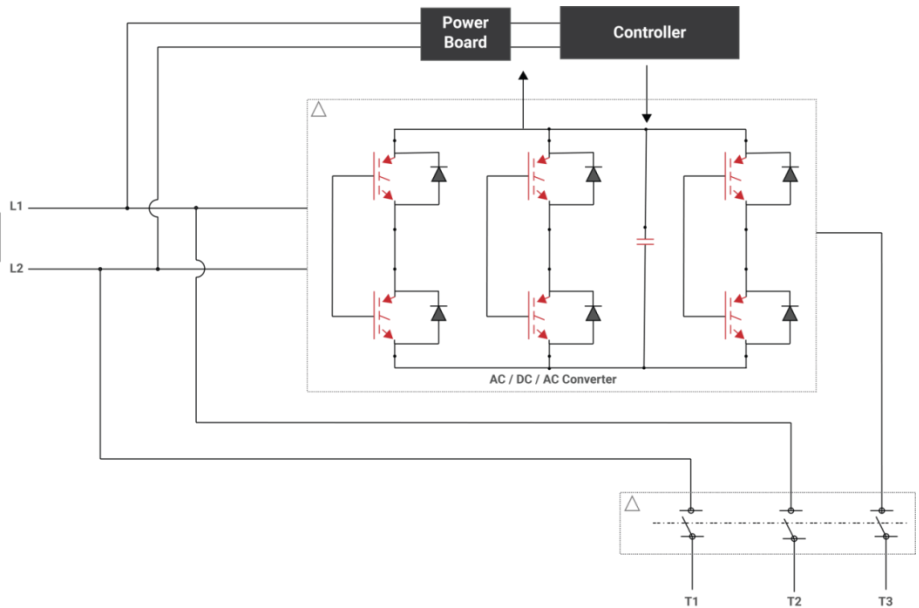 Power
Board
Controller
L1
L2
AC / DC / AC Converter
T1
T2
T3